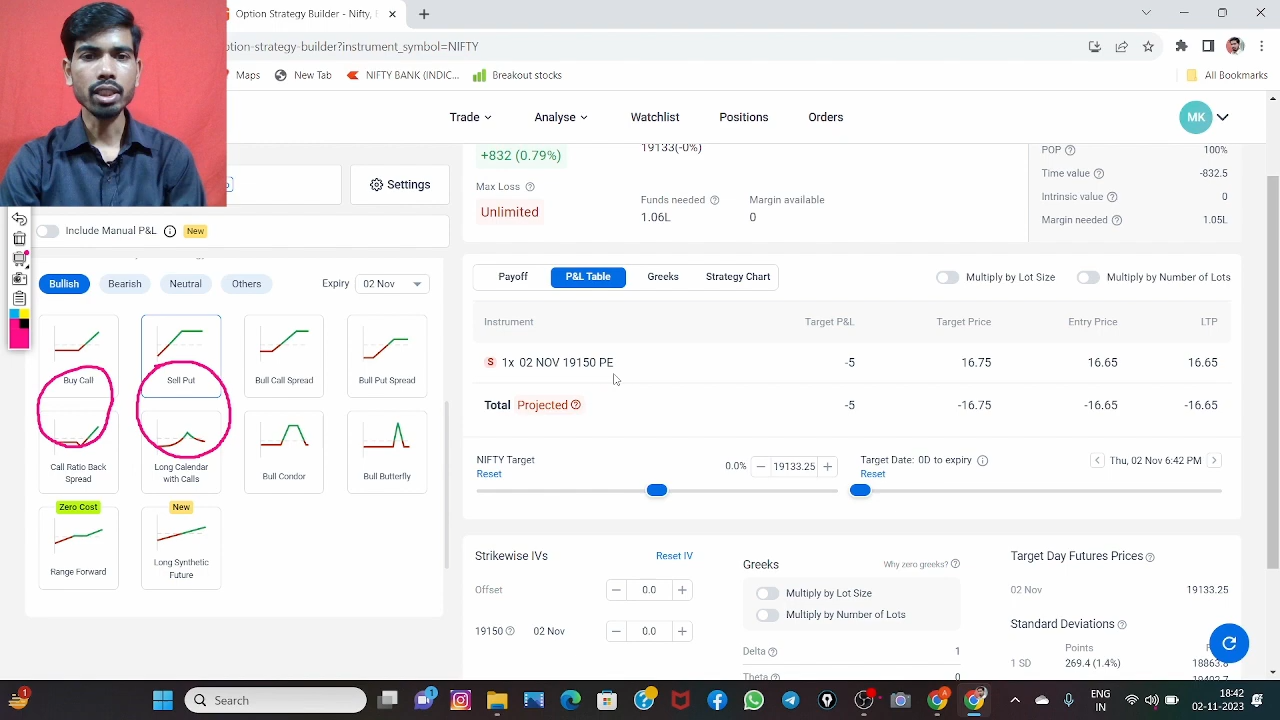 Option Strategy Builder - Nifty,
ption-strategy-builder?instrument_symbol=NIFTY
Maps
New Tab
NIFTY BANK (INDIC...
Breakout stocks
All Bookmarks
Trade
Analyse
Watchlist
Positions
Orders
MK
+832 (0.79%)
19133(-0%)
POP
100%
Settings
Max Loss
Funds needed
Margin available
Time value
-832.5
Unlimited
1.06L
0
Intrinsic value
0
Margin needed
1.05L
Include Manual P&L
New
Bullish
Bearish
Neutral
Others
Expiry
02 Nov
Payoff
P&L Table
Greeks
Strategy Chart
Multiply by Lot Size
Multiply by Number of Lots
Instrument
Target P&L
Target Price
Entry Price
LTP
S 1x 02 NOV 19150 PE
-5
16.75
16.65
16.65
Total Projected
-5
-16.75
-16.65
-16.65
Buy Call
Sell Put
Bull Call Spread
Bull Put Spread
Call Ratio Back
Spread
Long Calendar
with Calls
Bull Condor
Bull Butterfly
Zero Cost
New
Range Forward
Long Synthetic
Future
NIFTY Target
Reset
0.0%
19133.25
Target Date: 0D to expiry
Reset
Thu, 02 Nov 6:42 PM
Strikewise IVs
Reset IV
Offset
0.0
19150
02 Nov
0.0
Greeks
Why zero greeks?
Multiply by Lot Size
Multiply by Number of Lots
Delta
1
Theta
0
Target Day Futures Prices
02 Nov
19133.25
Standard Deviations
Points
1 SD
269.4 (1.4%)
18863.8
1
Search
1
ENG
IN
18:42
02-11-2023